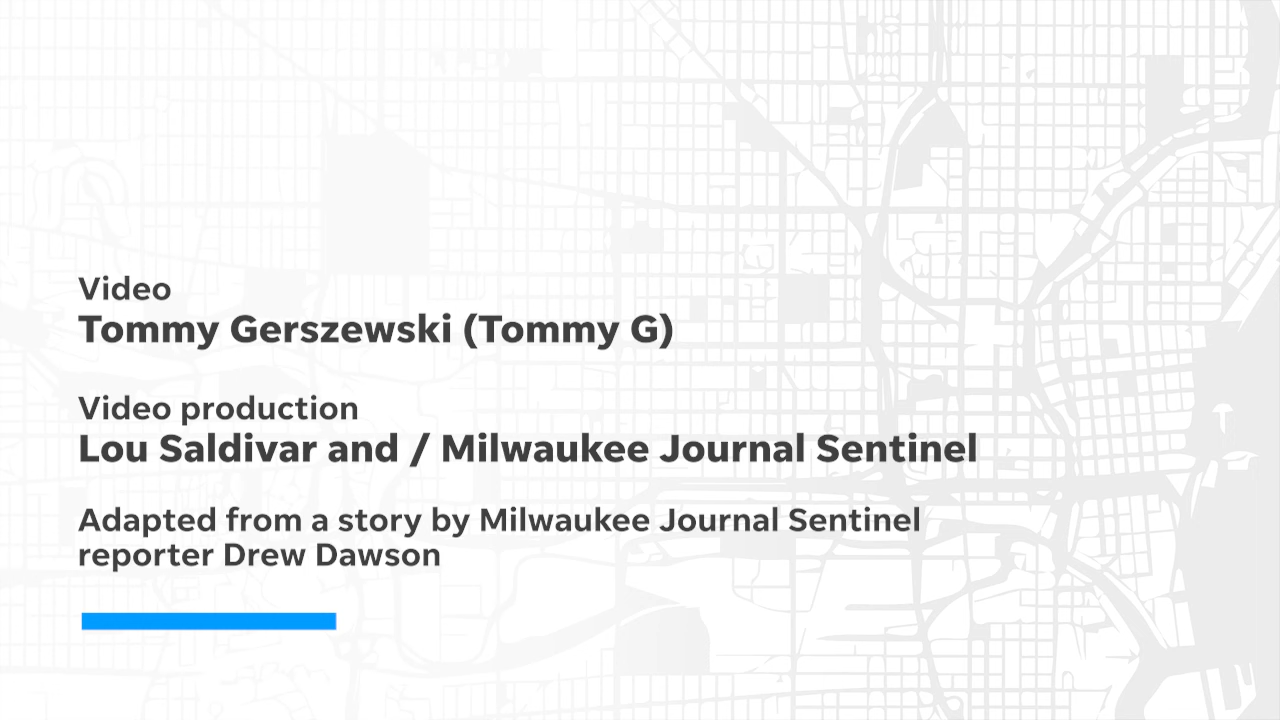 Video
Tommy Gerszewski (Tommy G)
Video production
Lou Saldivar and / Milwaukee Journal Sentinel
Adapted from a story by Milwaukee Journal Sentinel
reporter Drew Dawson